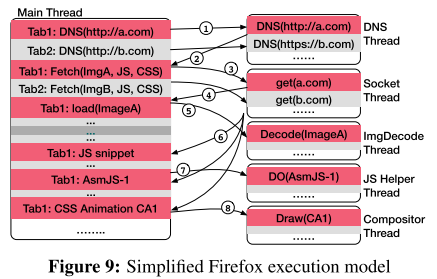 Main Thread
Tab1: DNS(http://a.com)
Tab2: DNS(http://b.com)
Tab1: Fetch(ImgA, JS, CSS)
Tab2: Fetch(ImgB, JS, CSS)
Tab1: load(ImageA)
...
...
...
Tab1: JS snippet
...
Tab1: AsmJS-1
...
Tab1: CSS Animation CA1
........
1
2
3
4
5
6
7
8
DNS(http://a.com)
DNS(https://b.com)
......
DNS
Thread
get(a.com)
get(b.com)
......
Socket
Thread
Decode(ImageA)
......
ImgDecode
Thread
DO(AsmJS-1)
......
JS Helper
Thread
Draw(CA1)
......
Compositor
Thread
Figure 9: Simplified Firefox execution model